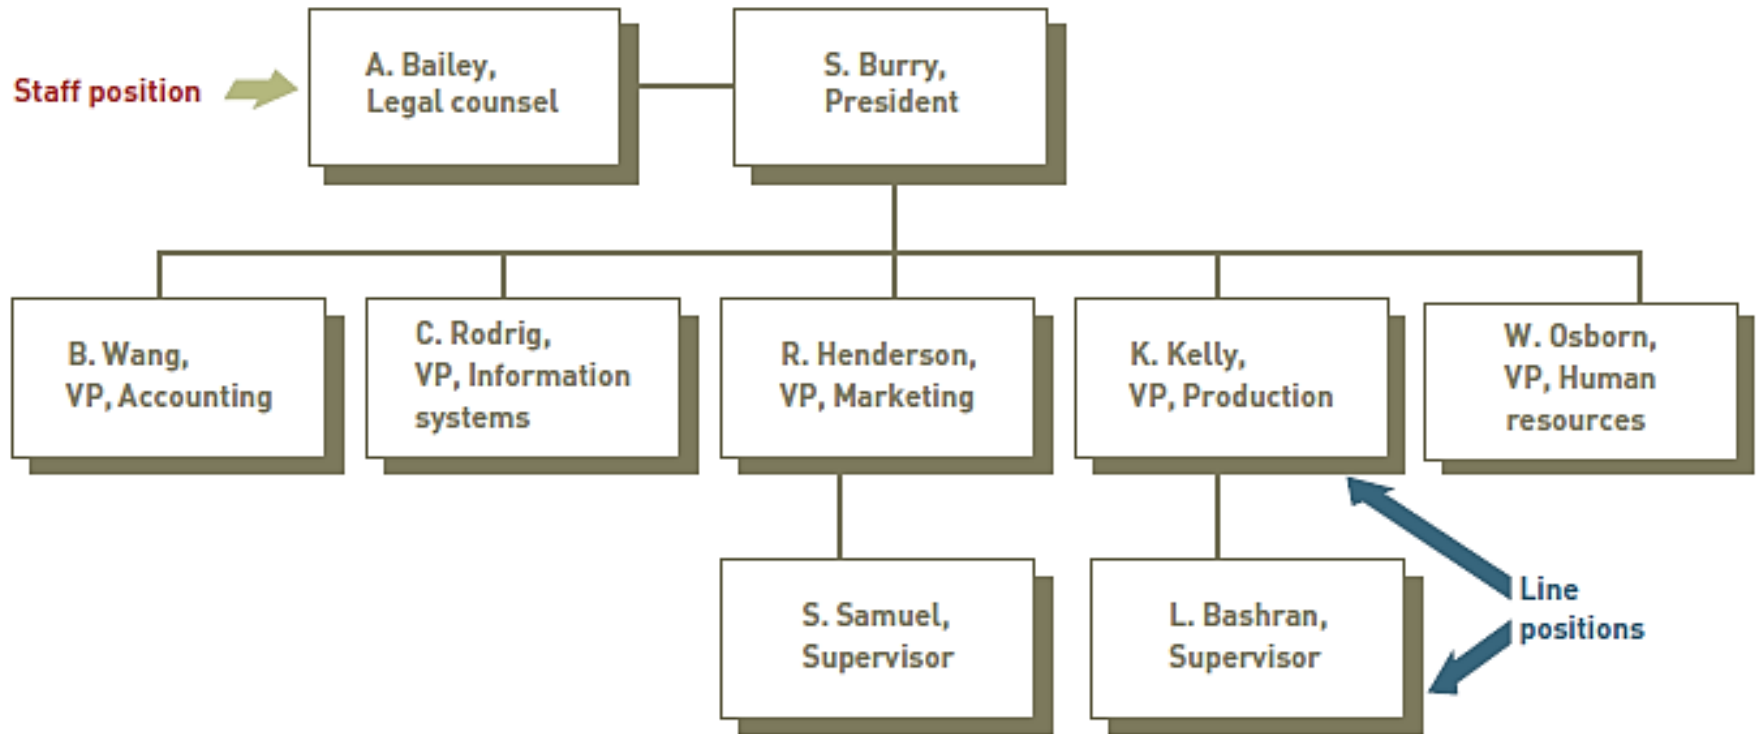 Staff position
A. Bailey,
Legal counsel
S. Burry,
President
B. Wang,
VP, Accounting
C. Rodrig,
VP, Information
systems
R. Henderson,
VP, Marketing
K. Kelly,
VP, Production
W. Osborn,
VP, Human
resources
S. Samuel,
Supervisor
L. Bashran,
Supervisor
Line
positions